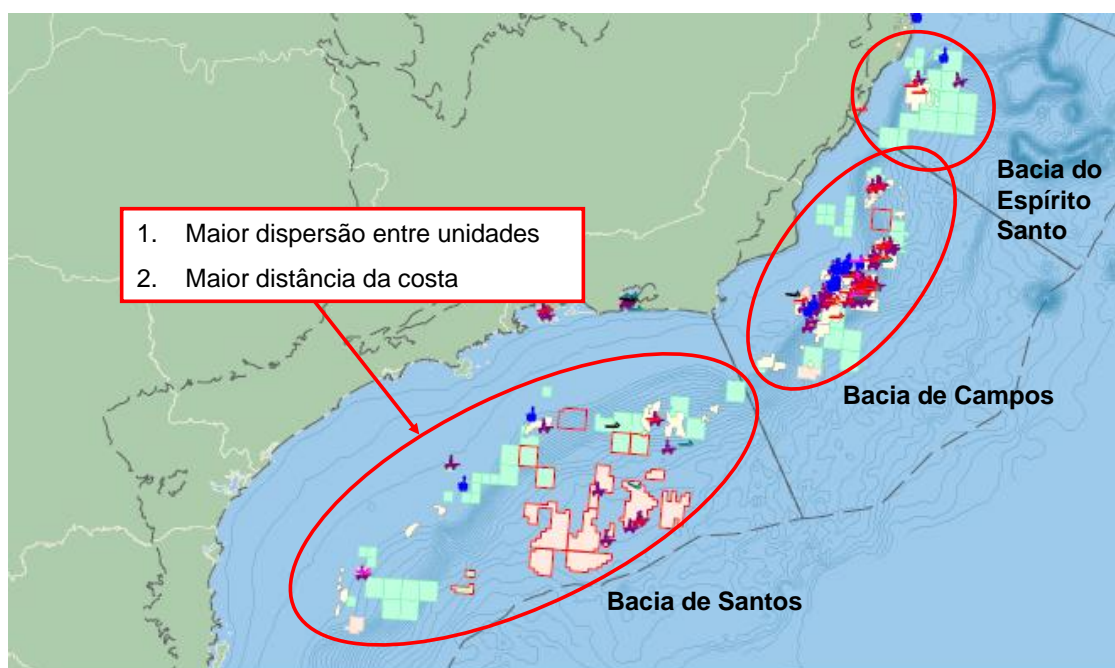 1. Maior dispersão entre unidades
2. Maior distância da costa
Bacia do
Espírito
Santo
Bacia de Campos
Bacia de Santos